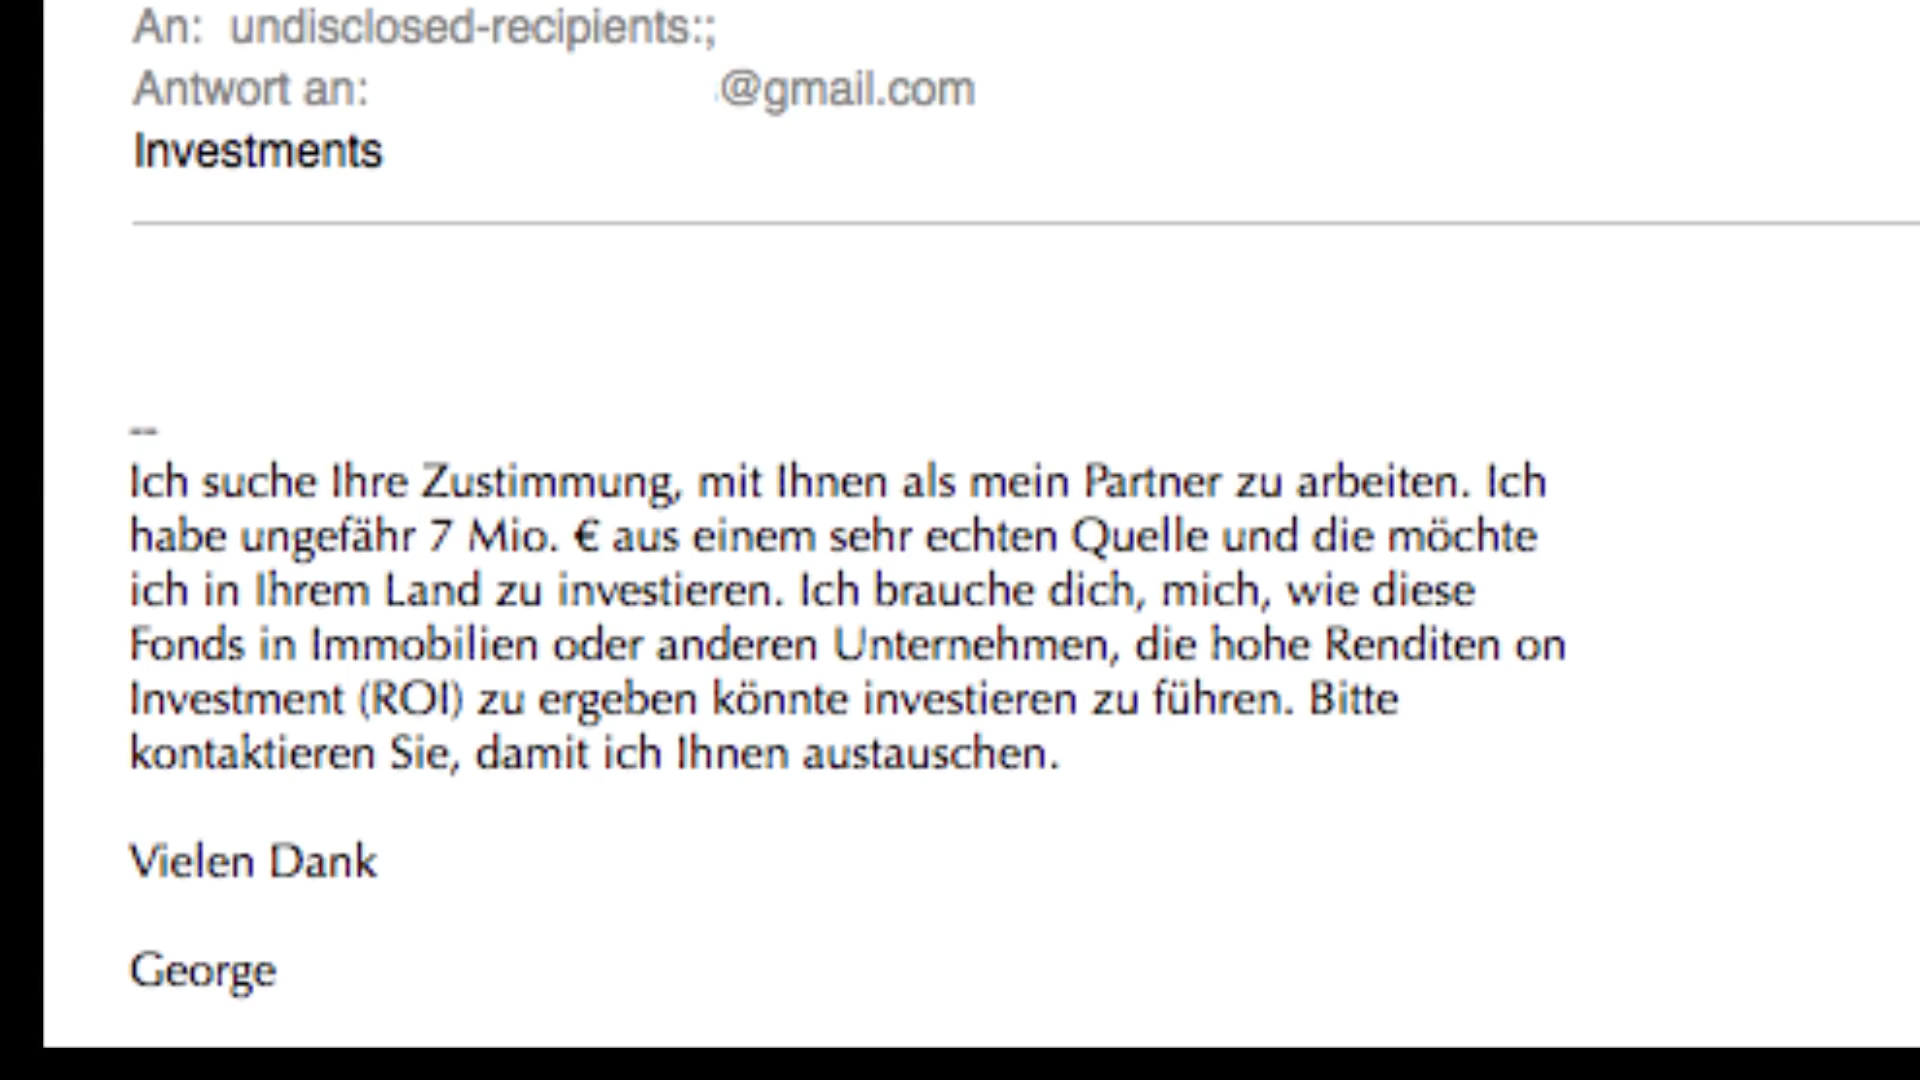 An: undisclosed-recipients:;
Antwort an: @gmail.com
Investments
--
Ich suche Ihre Zustimmung, mit Ihnen als mein Partner zu arbeiten. Ich
habe ungefähr 7 Mio. € aus einem sehr echten Quelle und die möchte
ich in Ihrem Land zu investieren. Ich brauche dich, mich, wie diese
Fonds in Immobilien oder anderen Unternehmen, die hohe Renditen on
Investment (ROI) zu ergeben könnte investieren zu führen. Bitte
kontaktieren Sie, damit ich Ihnen austauschen.
Vielen Dank
George